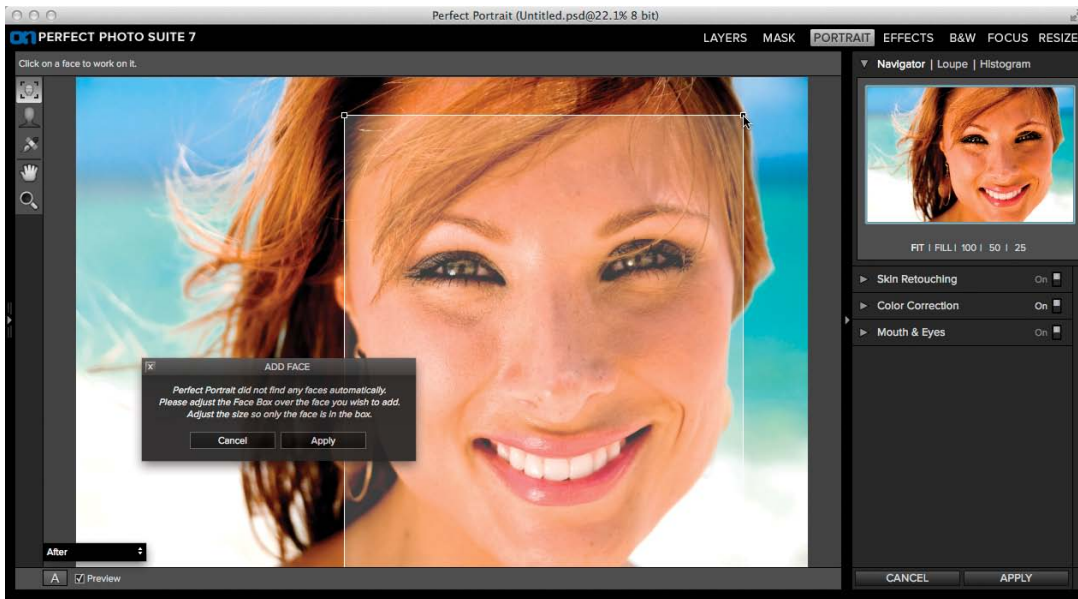 Perfect Portrait (Untitled.psd@22.1% 8 bit)
on1 PERFECT PHOTO SUITE 7
LAYERS MASK PORTRAIT EFFECTS B&W FOCUS RESIZE
Click on a face to work on it.
Navigator | Loupe | Histogram
FIT | FILL | 100 | 50 | 25
Skin Retouching On
Color Correction On
Mouth & Eyes On
x ADD FACE
Perfect Portrait did not find any faces automatically.
Please adjust the Face Box over the face you wish to add.
Adjust the size so only the face is in the box.
Cancel Apply
After
A Preview
CANCEL APPLY